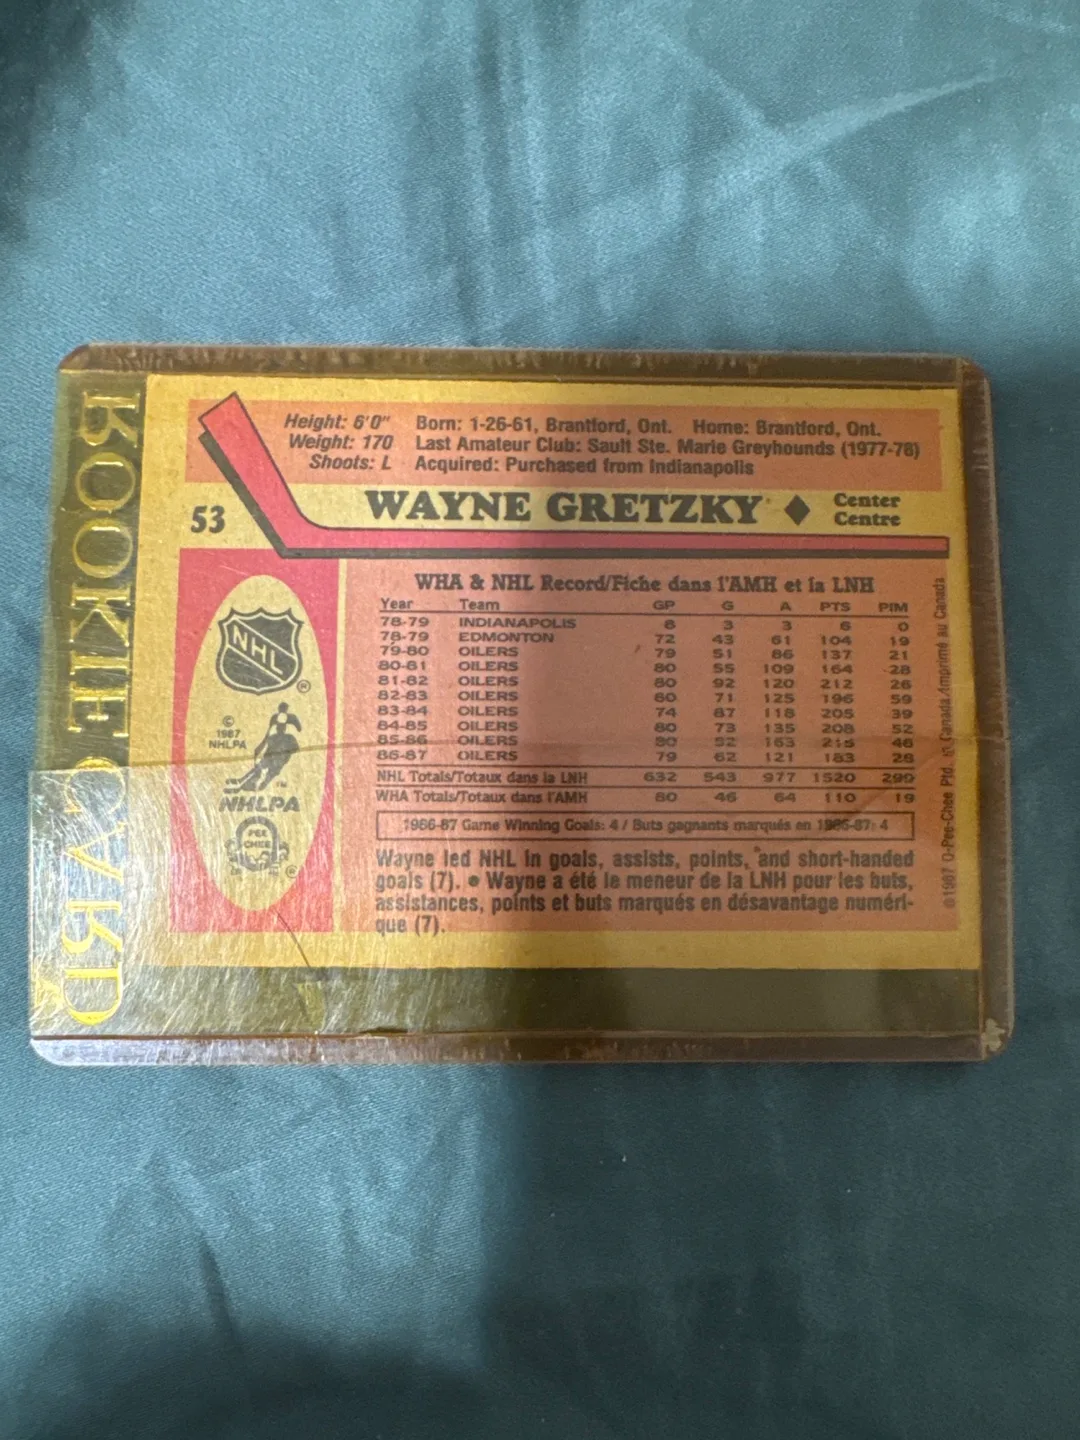 ROOKIE CARD
Height: 6'0" Born: 1-26-61, Brantford, Ont. Home: Brantford, Ont.
Weight: 170 Last Amateur Club: Sault Ste. Marie Greyhounds (1977-78)
Shoots: L Acquired: Purchased from Indianapolis
53 WAYNE GRETZKY ♦ Center
Centre
WHA & NHL Record/Fiche dans l'AMH et la LNH
Year Team GP G A PTS PIM
78-79 INDIANAPOLIS 8 3 3 6 0
78-79 EDMONTON 72 43 61 104 19
79-80 OILERS 79 51 86 137 21
80-81 OILERS 80 55 109 164 28
81-82 OILERS 80 92 120 212 26
82-83 OILERS 80 71 125 196 59
83-84 OILERS 74 87 118 205 39
84-85 OILERS 80 73 135 208 52
85-86 OILERS 80 52 163 215 46
86-87 OILERS 79 62 121 183 28
NHL Totals/Totaux dans la LNH 632 543 977 1520 299
WHA Totals/Totaux dans l'AMH 80 46 64 110 19
1986-87 Game Winning Goals: 4 / Buts gagnants marqués en 1986-87: 4
Wayne led NHL in goals, assists, points, and short-handed
goals (7). ● Wayne a été le meneur de la LNH pour les buts,
assistances, points et buts marqués en désavantage numéri-
que (7).
NHL
®
©
1987
NHLPA
™
NHLPA
O
PEE
CHEE
®
©1987 O-Pee-Chee Ptd. in Canada/Imprimé au Canada